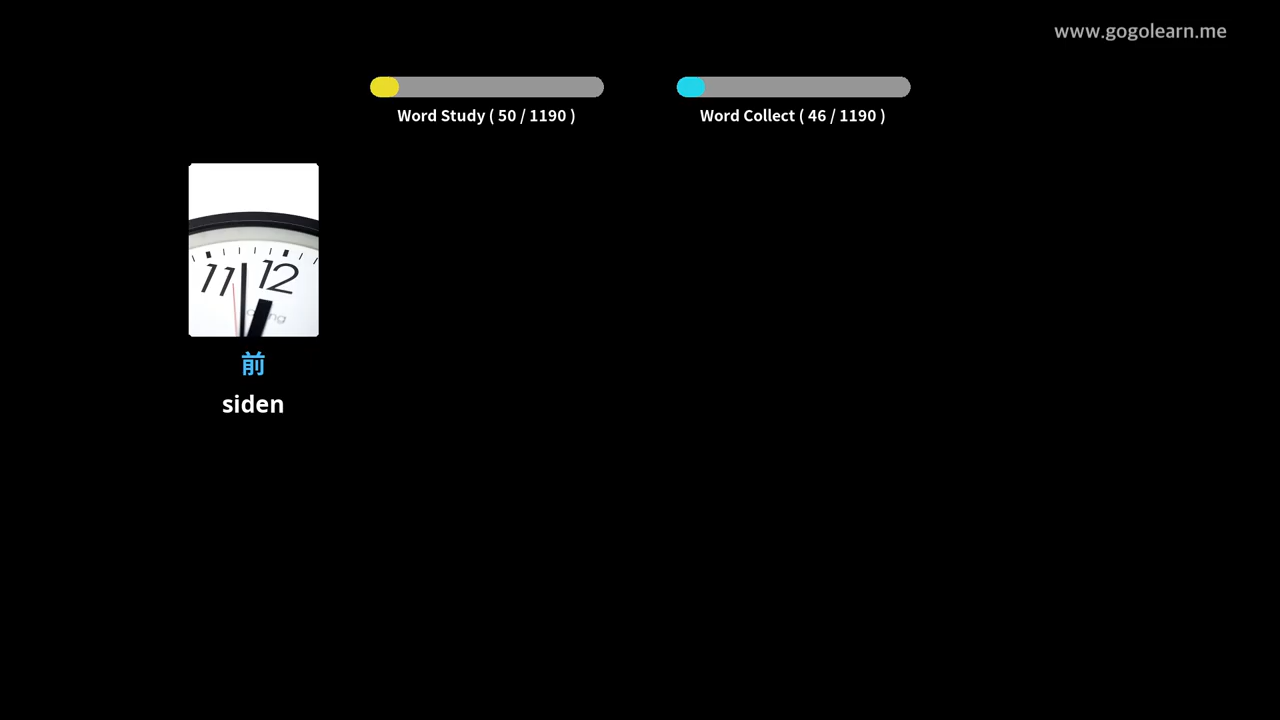 www.gogolearn.me
Word Study ( 50 / 1190 )
Word Collect ( 46 / 1190 )
11 12
前
siden